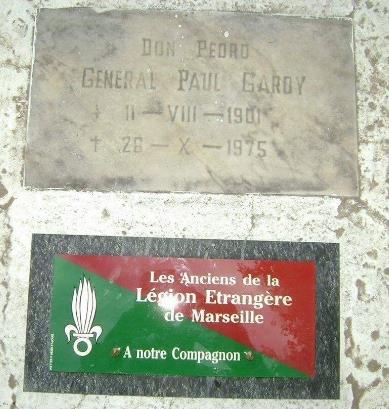 DON PEDRO
GENERAL PAUL GARDY
11 — VIII — 1901
† 26 — X — 1975
Les Anciens de la
Légion Etrangère
de Marseille
A notre Compagnon